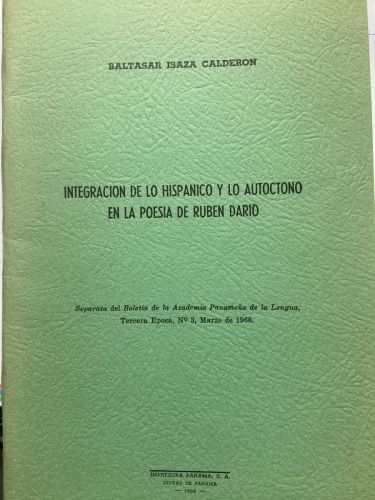 BALTASAR ISAZA CALDERON
INTEGRACION DE LO HISPANICO Y LO AUTOCTONO
EN LA POESIA DE RUBEN DARIO
Separata del Boletín de la Academia Panameña de la Lengua,
Tercera Epoca, Nº 3, Marzo de 1968.
IMPRESORA PANAMA, S. A.
CIUDAD DE PANAMA
— 1968 —